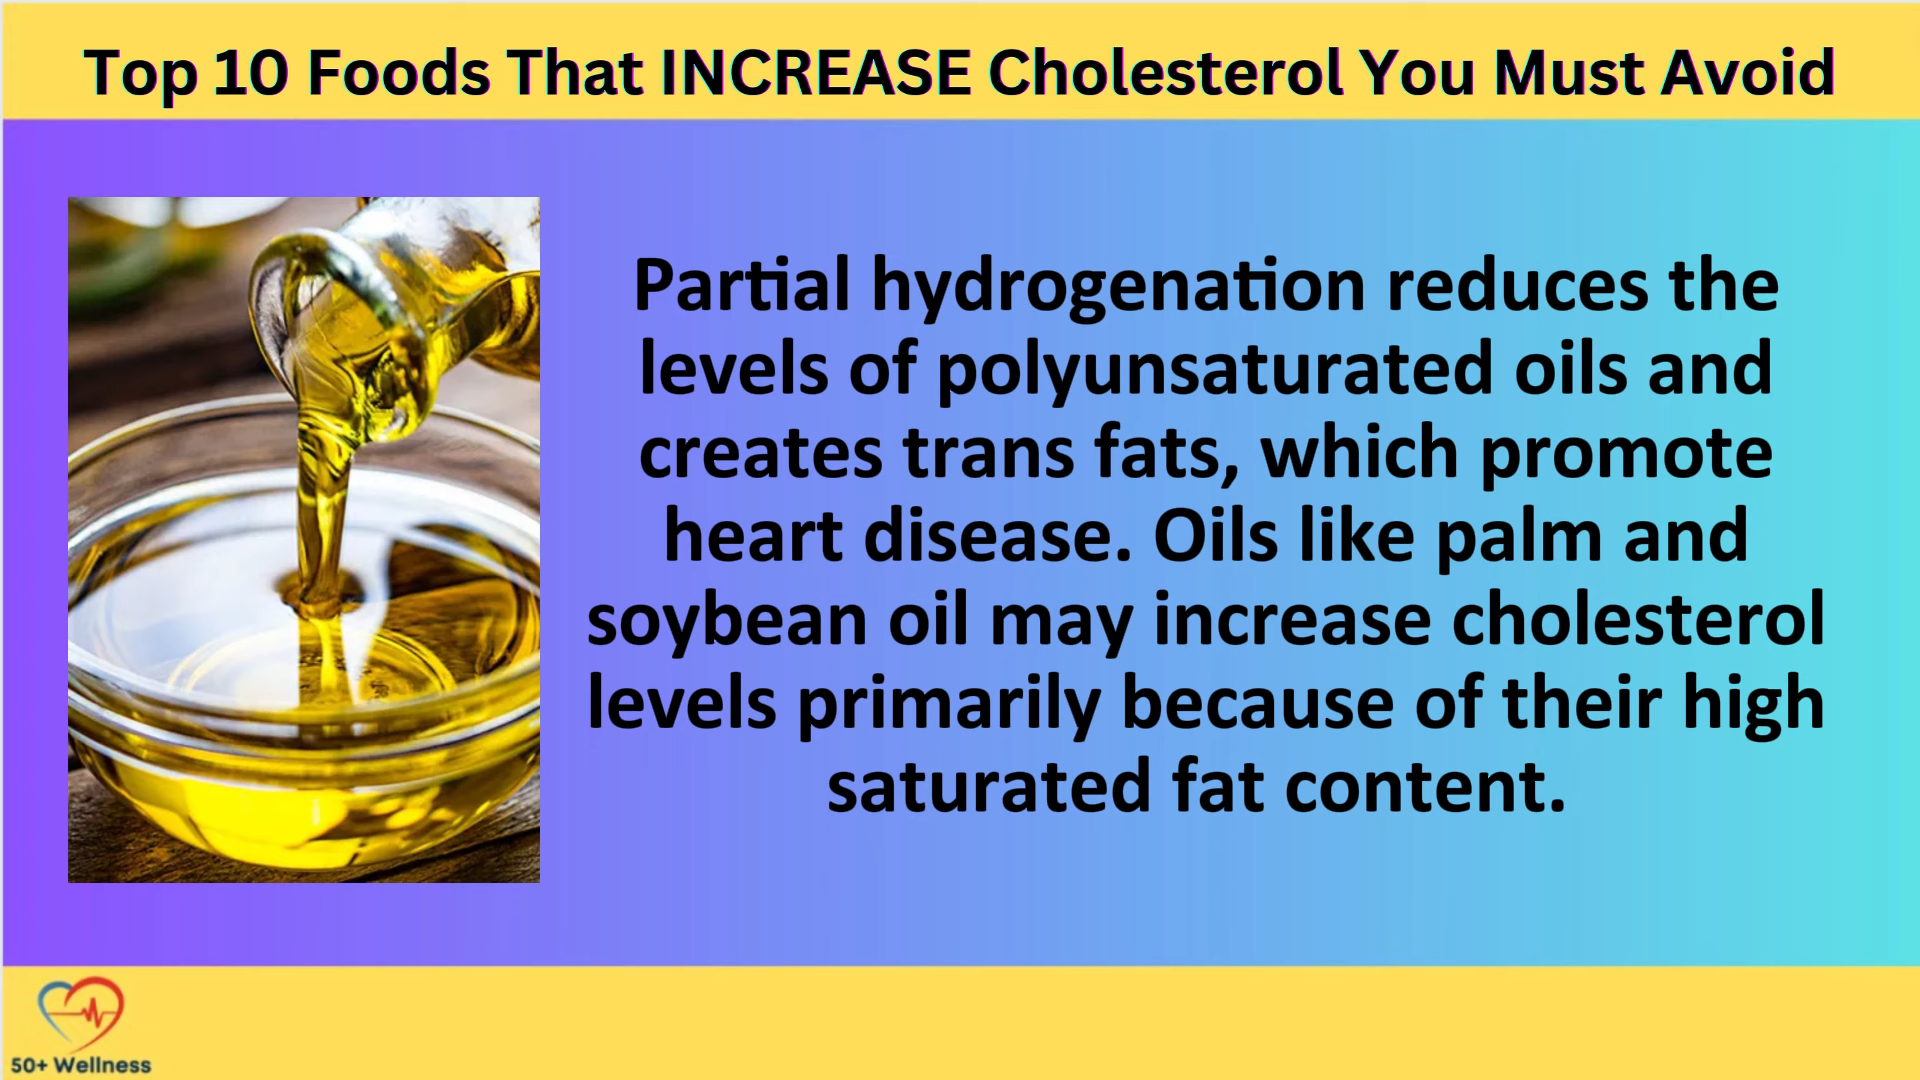 Top 10 Foods That INCREASE Cholesterol You Must Avoid
Partial hydrogenation reduces the
levels of polyunsaturated oils and
creates trans fats, which promote
heart disease. Oils like palm and
soybean oil may increase cholesterol
levels primarily because of their high
saturated fat content.
50+ Wellness